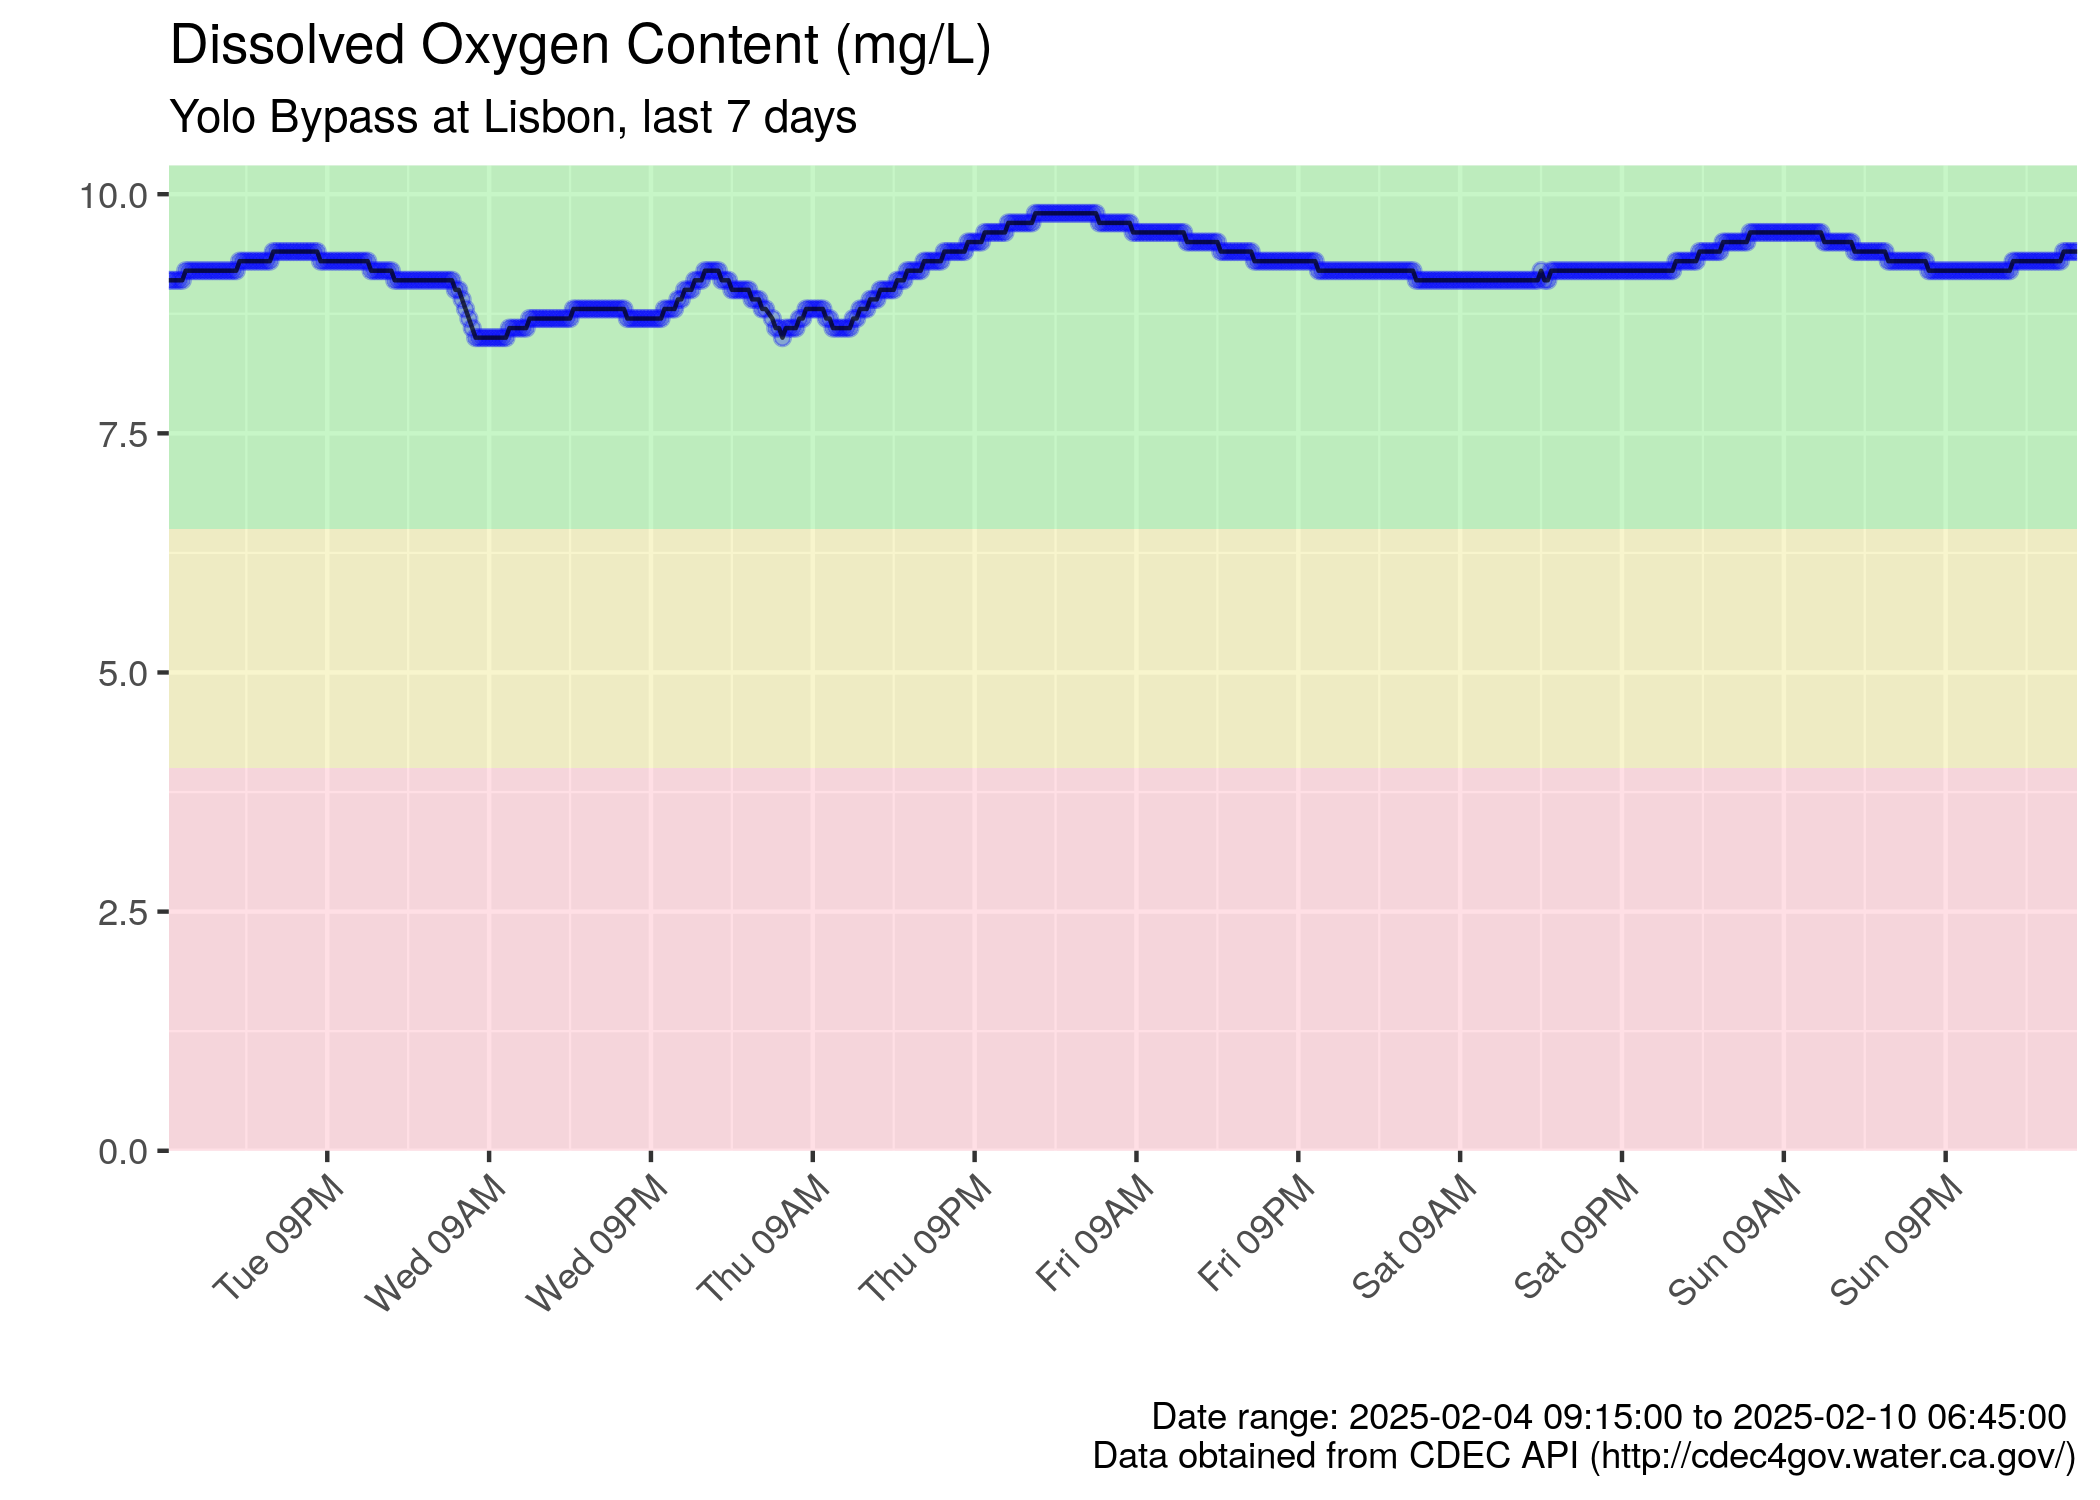 Dissolved Oxygen Content (mg/L)
Yolo Bypass at Lisbon, last 7 days
10.0
7.5
5.0
2.5
0.0
Tue 09PM
Wed 09AM
Wed 09PM
Thu 09AM
Thu 09PM
Fri 09AM
Fri 09PM
Sat 09AM
Sat 09PM
Sun 09AM
Sun 09PM
Date range: 2025-02-04 09:15:00 to 2025-02-10 06:45:00
Data obtained from CDEC API (http://cdec4gov.water.ca.gov/)